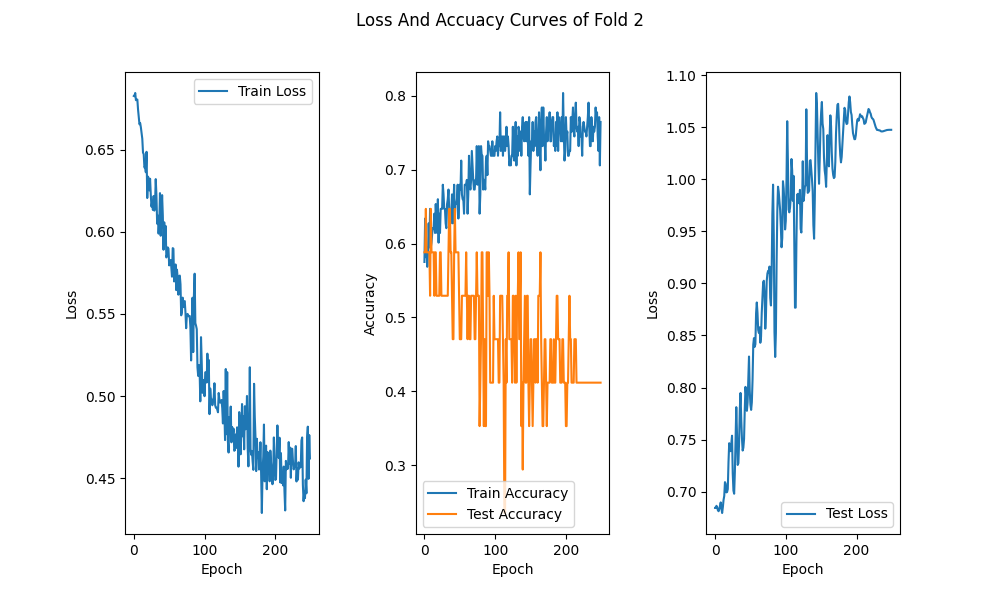 Loss And Accuacy Curves of Fold 2
Train Loss
0.65
0.60
0.55
0.50
0.45
Loss
0 100 200
Epoch
0.8
0.7
0.6
0.5
0.4
0.3
Accuracy
Train Accuracy
Test Accuracy
0 100 200
Epoch
1.10
1.05
1.00
0.95
0.90
0.85
0.80
0.75
0.70
Loss
Test Loss
0 100 200
Epoch